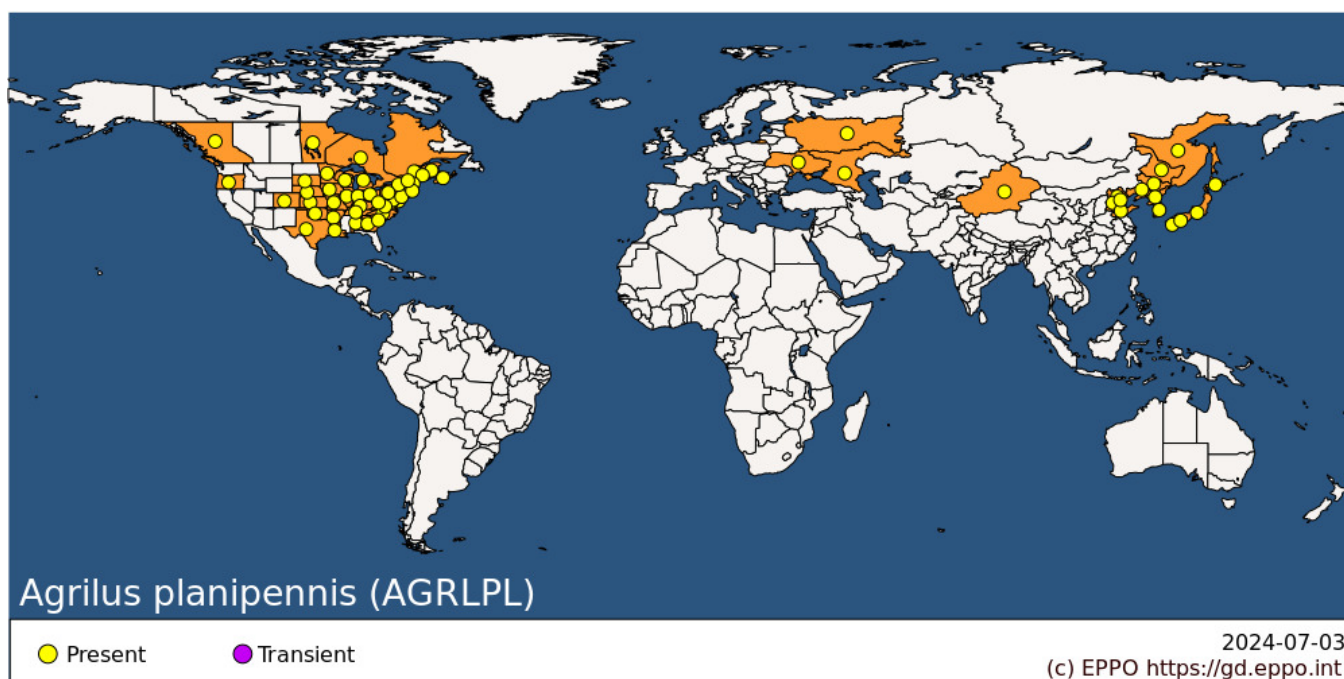 Agrilus planipennis (AGRLPL)
Present
Transient
2024-07-03
(c) EPPO https://gd.eppo.int